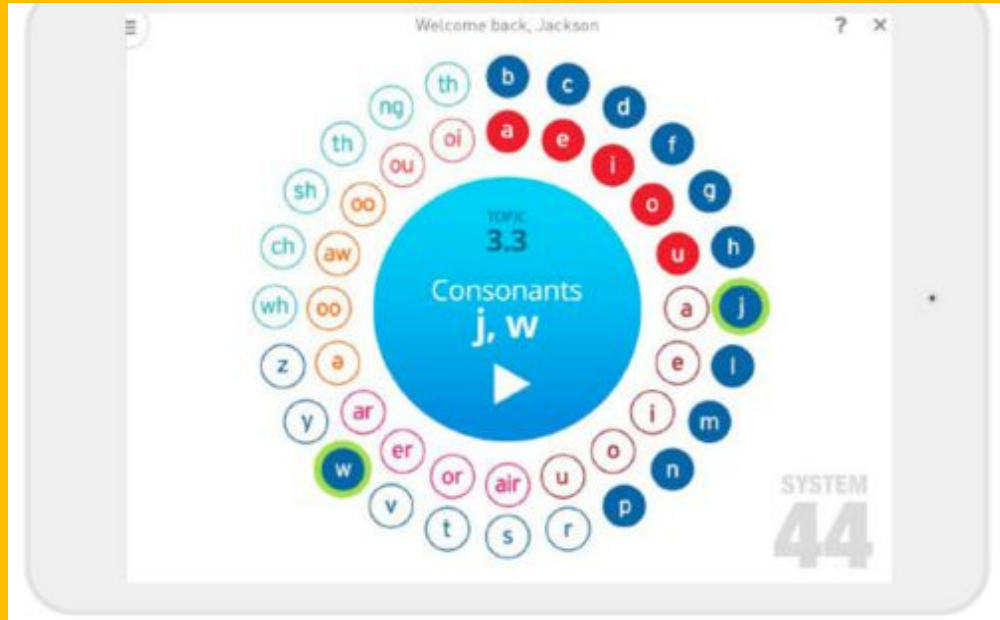 Welcome back, Jackson
?
×
b
c
d
f
g
h
j
l
m
n
p
r
s
t
v
w
y
z
wh
ch
sh
th
ng
th
a
e
i
o
u
a
e
i
o
u
air
or
er
ar
a
oo
aw
oo
ou
oi
TOPIC
3.3
Consonants
j, w
SYSTEM
44